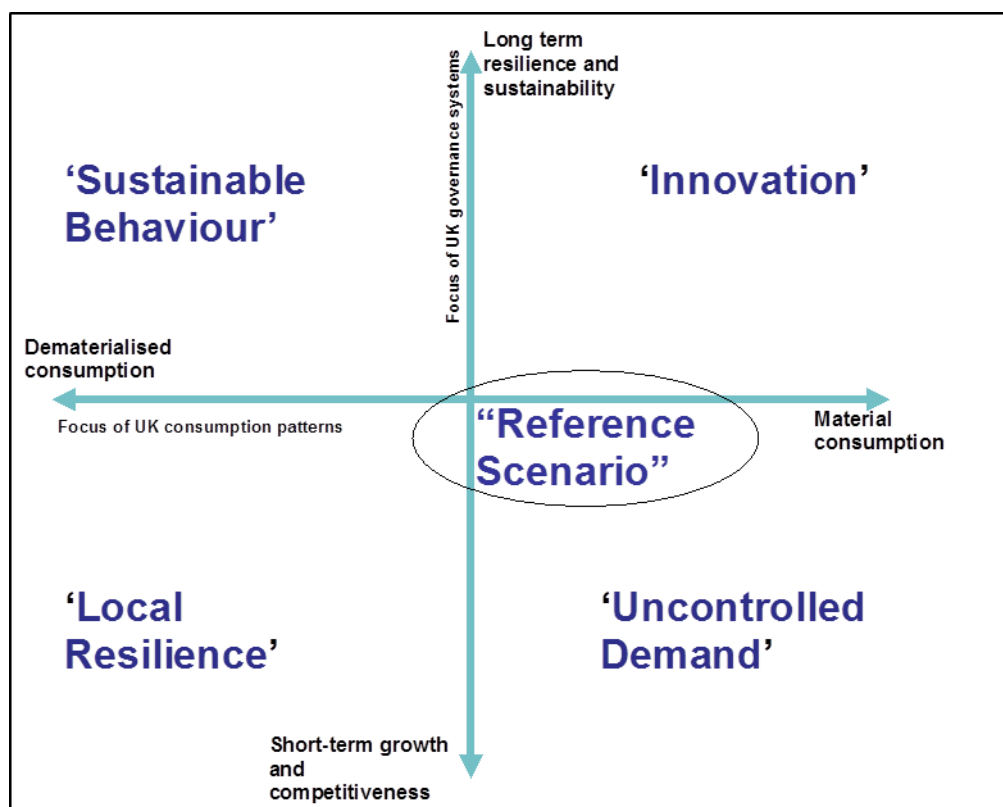 Long term
resilience and
sustainability
Focus of UK governance systems
‘Sustainable
Behaviour’
‘Innovation’
Dematerialised
consumption
Focus of UK consumption patterns
Material
consumption
“Reference
Scenario”
‘Local
Resilience’
‘Uncontrolled
Demand’
Short-term growth
and
competitiveness